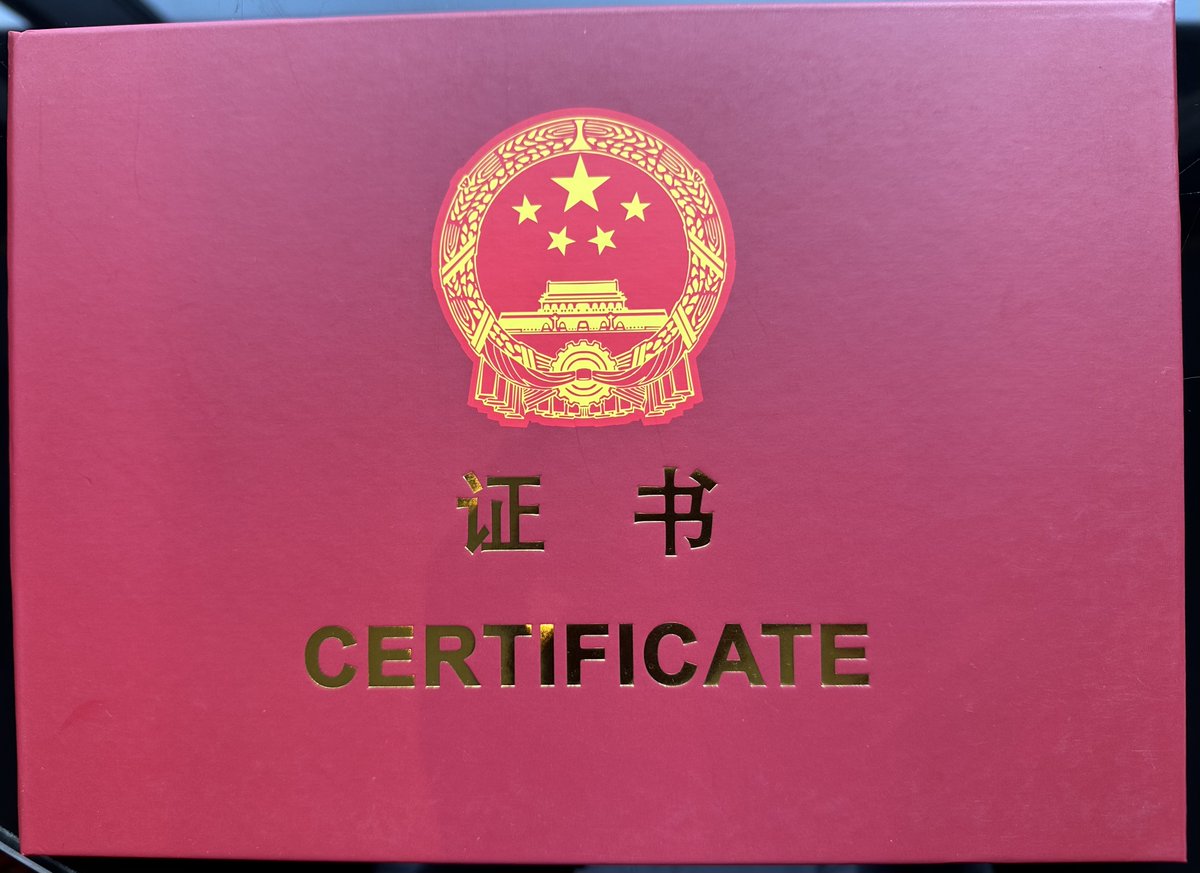 证 书
CERTIFICATE